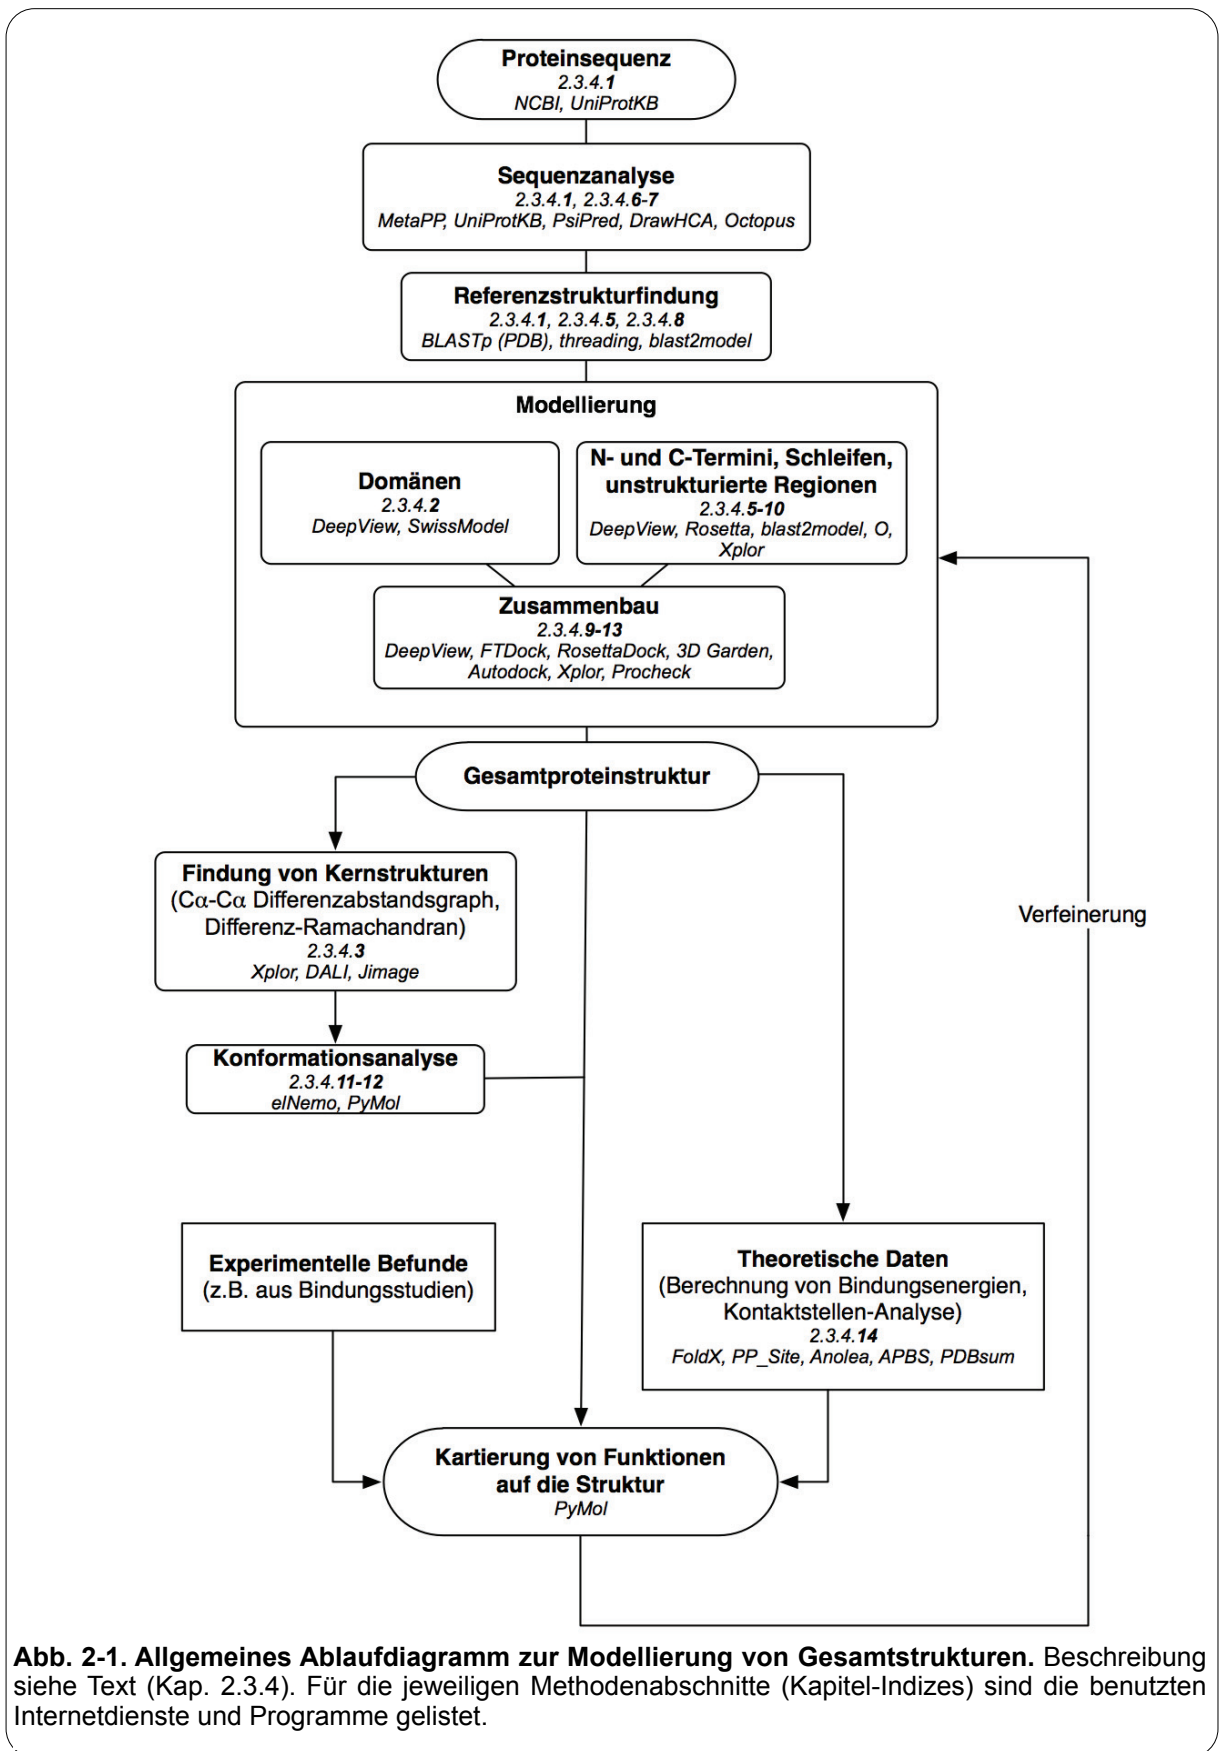 Proteinsequenz
2.3.4.1
NCBI, UniProtKB
Sequenzanalyse
2.3.4.1, 2.3.4.6-7
MetaPP, UniProtKB, PsiPred, DrawHCA, Octopus
Referenzstrukturfindung
2.3.4.1, 2.3.4.5, 2.3.4.8
BLASTp (PDB), threading, blast2model
Modellierung
Domänen
2.3.4.2
DeepView, SwissModel
N- und C-Termini, Schleifen,
unstrukturierte Regionen
2.3.4.5-10
DeepView, Rosetta, blast2model, O,
Xplor
Zusammenbau
2.3.4.9-13
DeepView, FTDock, RosettaDock, 3D Garden,
Autodock, Xplor, Procheck
Gesamtproteinstruktur
Findung von Kernstrukturen
(Cα-Cα Differenzabstandsgraph,
Differenz-Ramachandran)
2.3.4.3
Xplor, DALI, Jimage
Verfeinerung
Konformationsanalyse
2.3.4.11-12
elNemo, PyMol
Experimentelle Befunde
(z.B. aus Bindungsstudien)
Theoretische Daten
(Berechnung von Bindungsenergien,
Kontaktstellen-Analyse)
2.3.4.14
FoldX, PP_Site, Anolea, APBS, PDBsum
Kartierung von Funktionen
auf die Struktur
PyMol
Abb. 2-1. Allgemeines Ablaufdiagramm zur Modellierung von Gesamtstrukturen. Beschreibung
siehe Text (Kap. 2.3.4). Für die jeweiligen Methodenabschnitte (Kapitel-Indizes) sind die benutzten
Internetdienste und Programme gelistet.